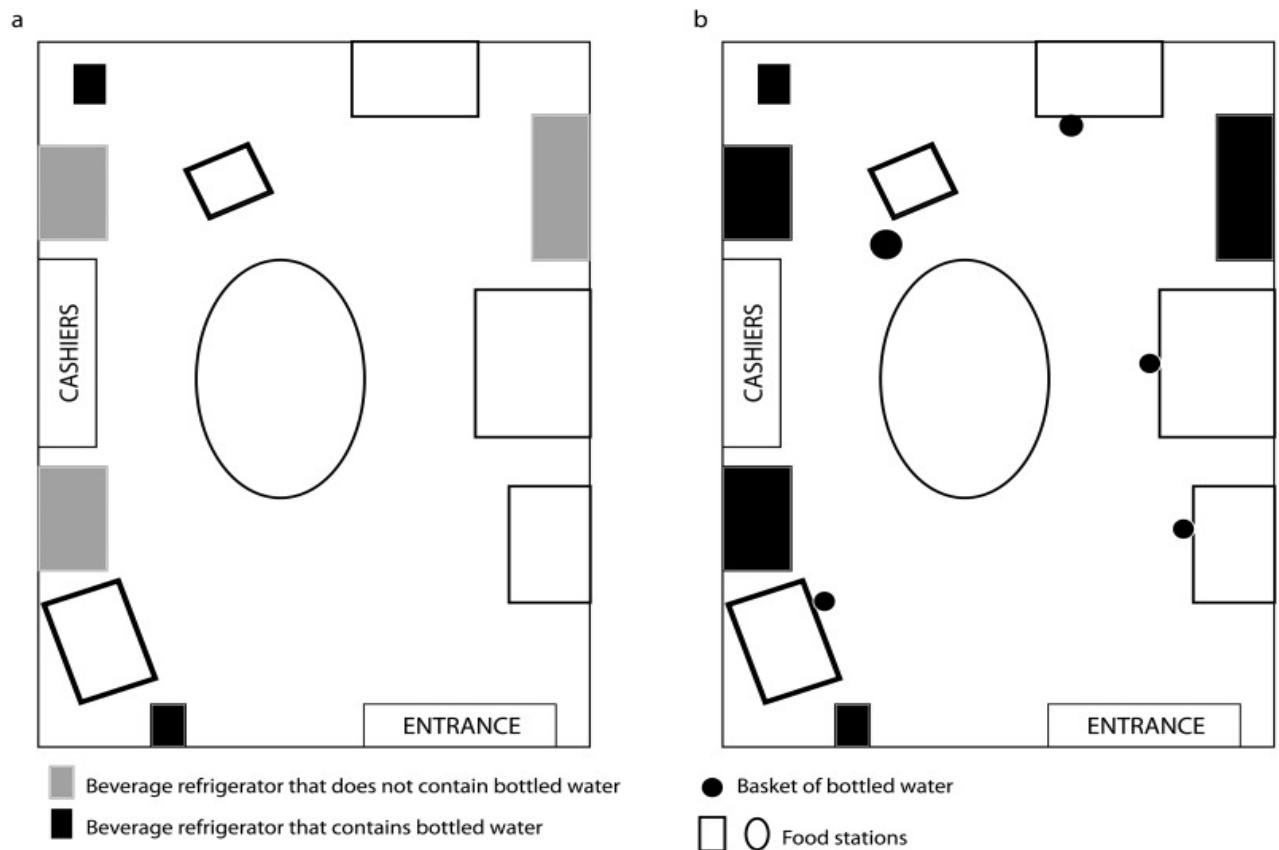 a
b
CASHIERS
CASHIERS
ENTRANCE
ENTRANCE
Beverage refrigerator that does not contain bottled water
Beverage refrigerator that contains bottled water
Basket of bottled water
Food stations